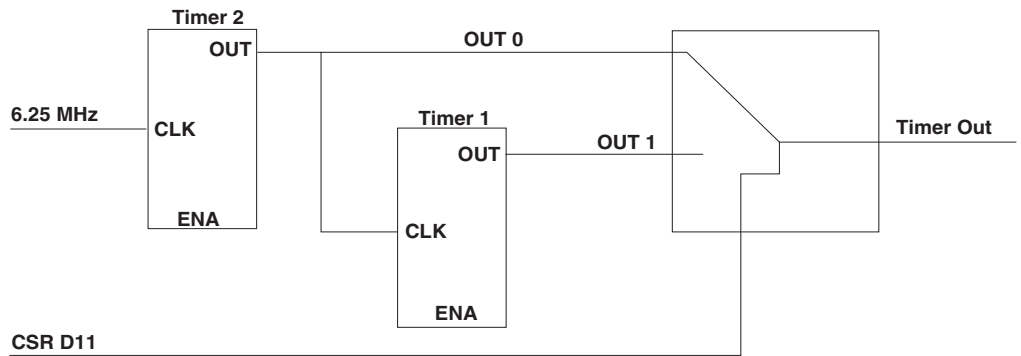 Timer 2
OUT
OUT 0
6.25 MHz
CLK
Timer 1
Timer Out
OUT
OUT 1
ENA
CLK
ENA
CSR D11